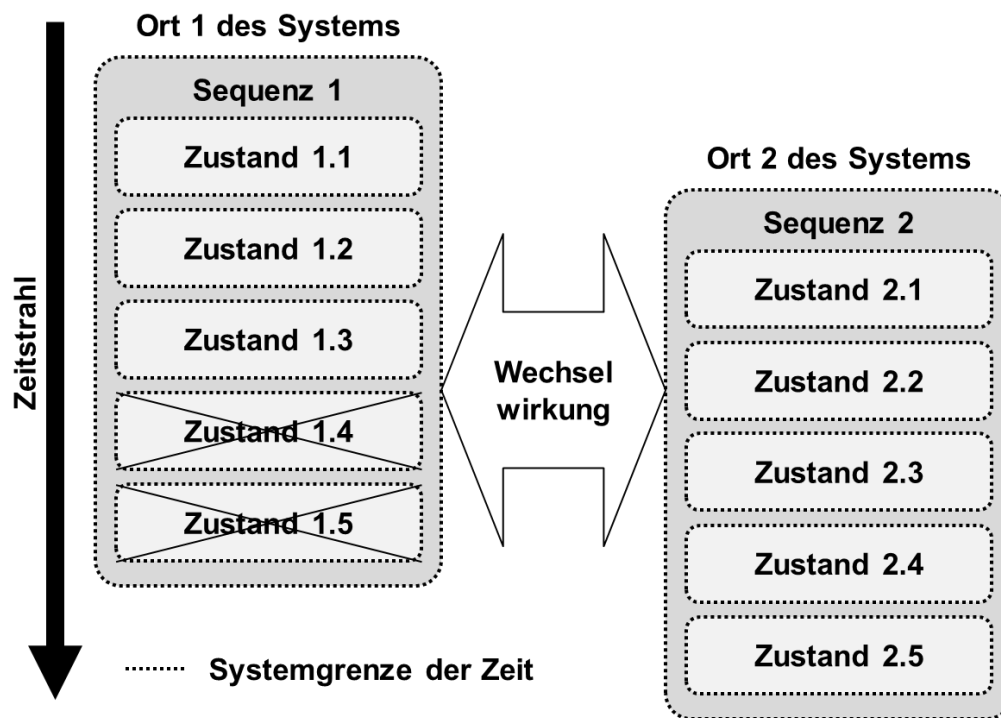 Ort 1 des Systems
Sequenz 1
Zustand 1.1
Zustand 1.2
Zustand 1.3
Zustand 1.4
Zustand 1.5
Zeitstrahl
Wechsel
wirkung
Ort 2 des Systems
Sequenz 2
Zustand 2.1
Zustand 2.2
Zustand 2.3
Zustand 2.4
Zustand 2.5
Systemgrenze der Zeit